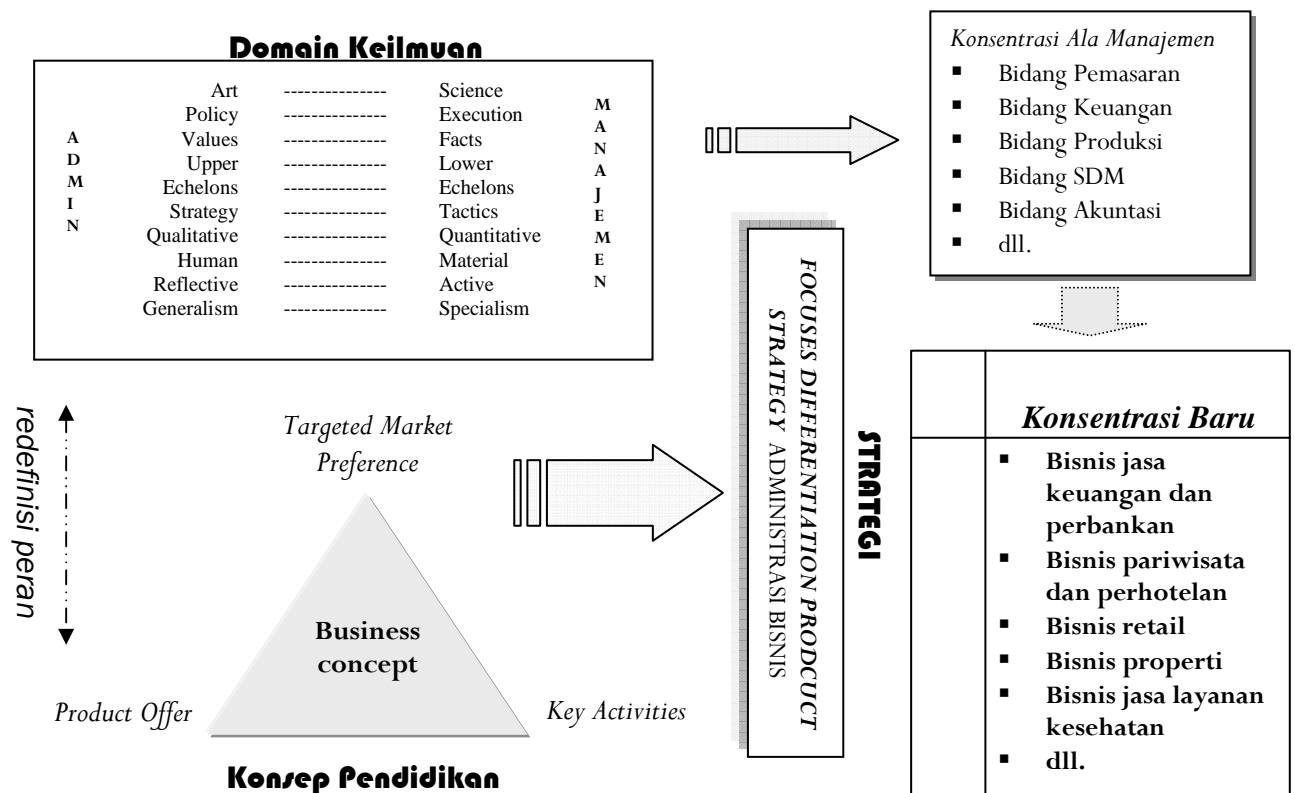 Domain Keilmuan
ADMIN
Art --------------- Science
Policy --------------- Execution
Values --------------- Facts
Upper --------------- Lower
Echelons --------------- Echelons
Strategy --------------- Tactics
Qualitative --------------- Quantitative
Human --------------- Material
Reflective --------------- Active
Generalism --------------- Specialism
MANAJEMEN
Konsentrasi Ala Manajemen
▪ Bidang Pemasaran
▪ Bidang Keuangan
▪ Bidang Produksi
▪ Bidang SDM
▪ Bidang Akuntasi
▪ dll.
redefinisi peran
Targeted Market
Preference
Business
concept
Product Offer
Key Activities
Konsep Pendidikan
FOCUSES DIFFERENTIATION PRODCUCT
STRATEGY ADMINISTRASI BISNIS
STRATEGI
Konsentrasi Baru
▪ Bisnis jasa
keuangan dan
perbankan
▪ Bisnis pariwisata
dan perhotelan
▪ Bisnis retail
▪ Bisnis properti
▪ Bisnis jasa layanan
kesehatan
▪ dll.